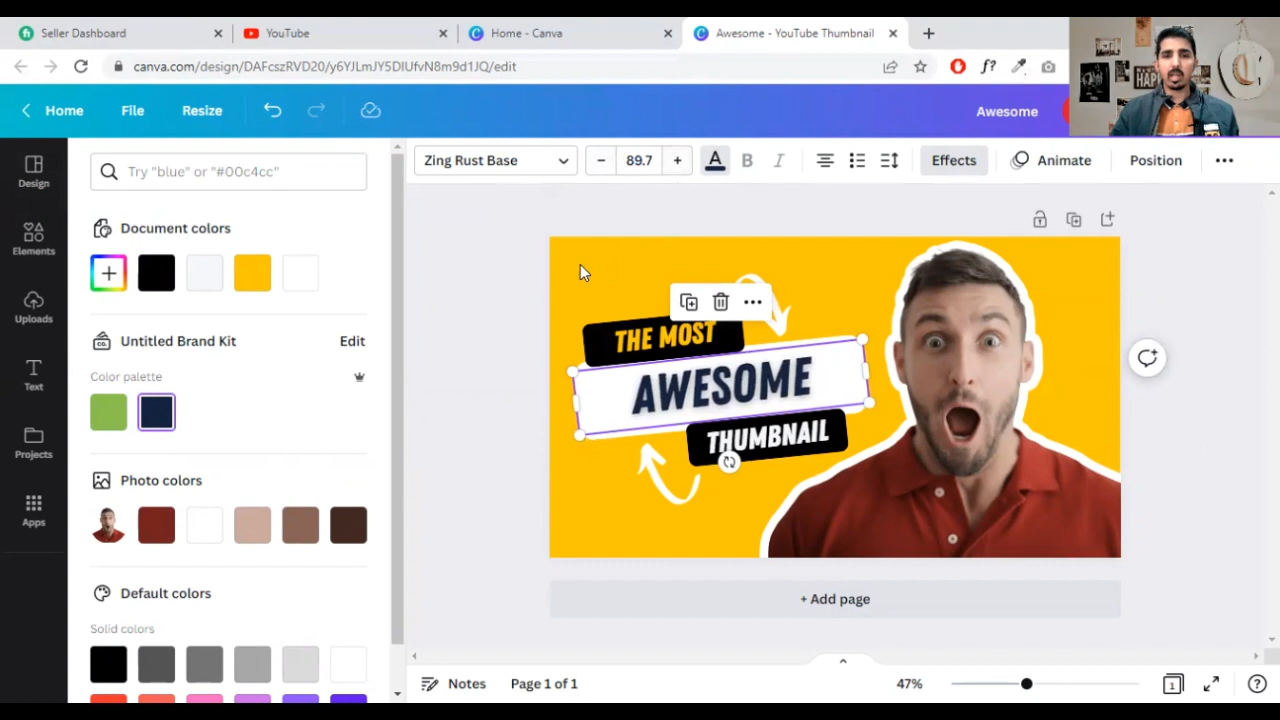 Seller Dashboard
YouTube
Home - Canva
Awesome - YouTube Thumbnail
canva.com/design/DAFcszRVD20/y6YJLmJY5DlUfvN8m9d1JQ/edit
f?
Home
File
Resize
Awesome
Design
Elements
Uploads
Text
Projects
Apps
Try "blue" or "#00c4cc"
Document colors
Untitled Brand Kit
Edit
Color palette
Photo colors
Default colors
Solid colors
Zing Rust Base
89.7
A
B
I
Effects
Animate
Position
THE MOST
AWESOME
THUMBNAIL
+ Add page
Notes
Page 1 of 1
47%
1